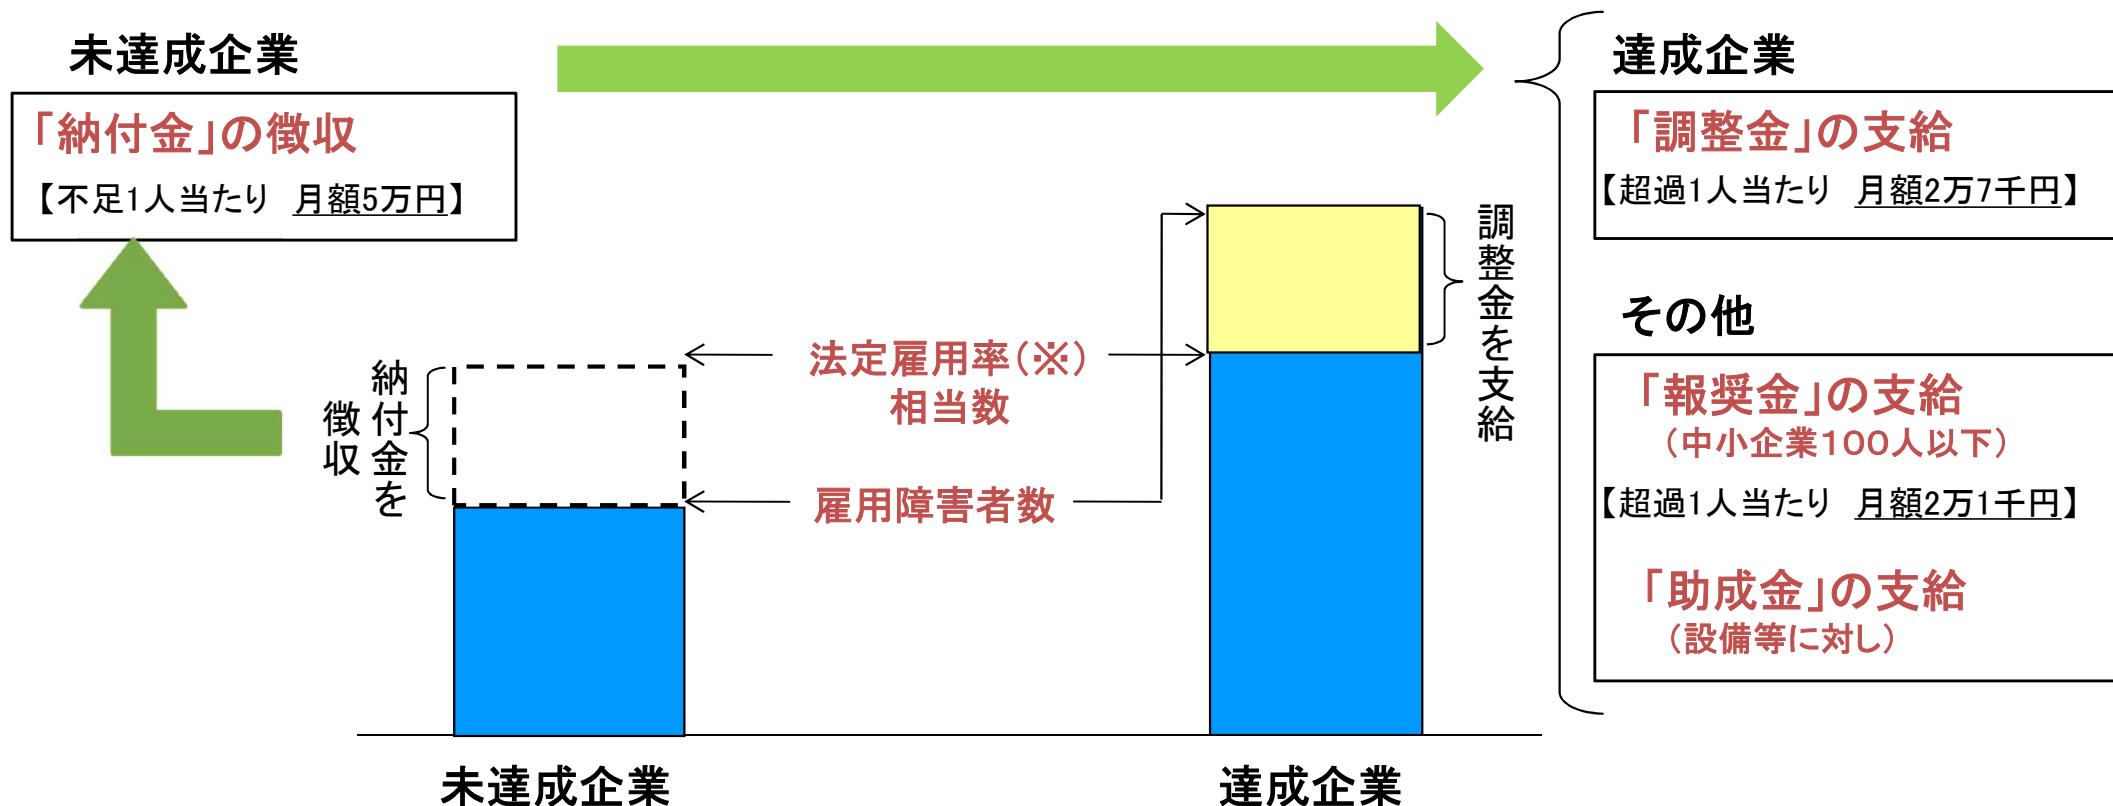 未達成企業
「納付金」の徴収
【不足1人当たり　月額5万円】
達成企業
「調整金」の支給
【超過1人当たり　月額2万7千円】
その他
「報奨金」の支給
（中小企業100人以下）
【超過1人当たり　月額2万1千円】
「助成金」の支給
（設備等に対し）
納付金を
徴収
法定雇用率（※）
相当数
雇用障害者数
調整金を支給
未達成企業
達成企業